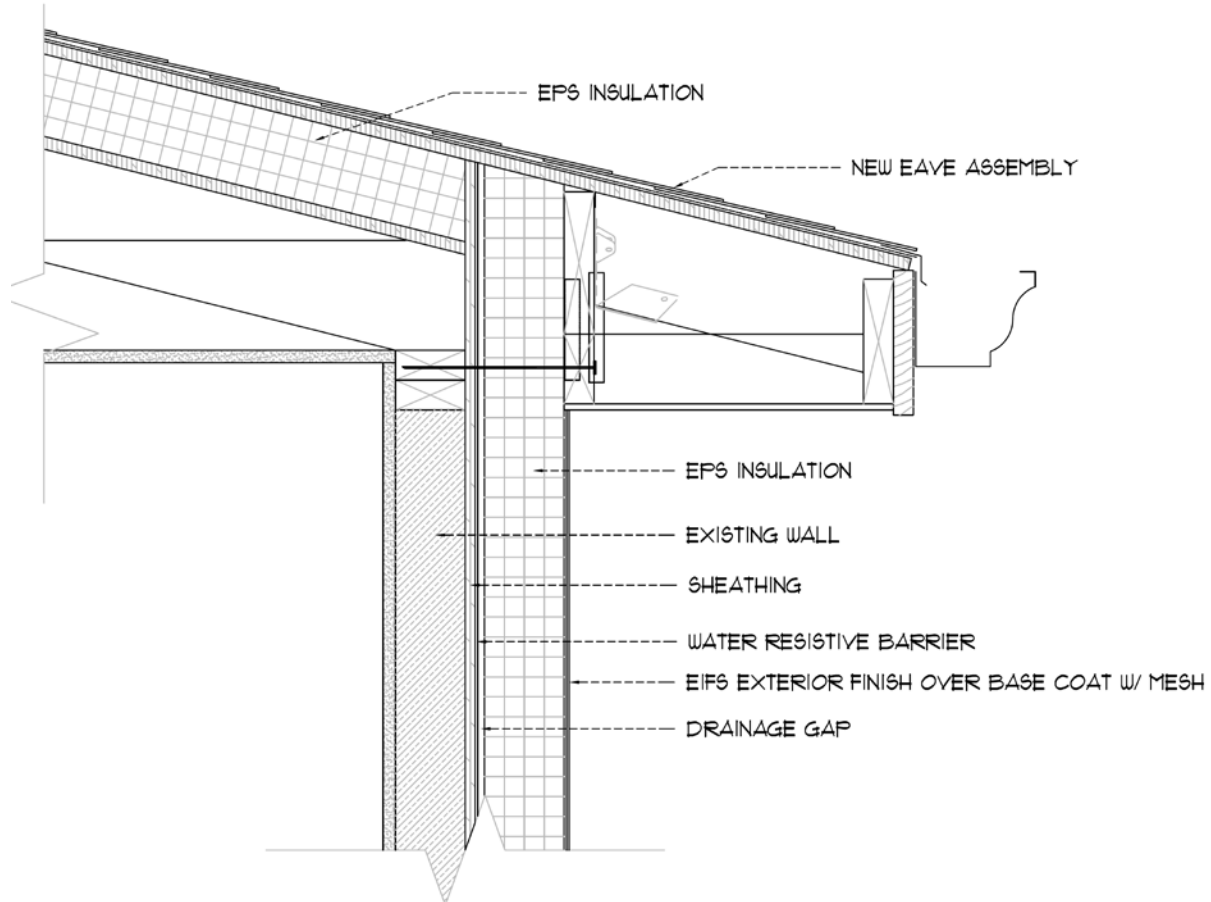 EPS INSULATION
NEW EAVE ASSEMBLY
EPS INSULATION
EXISTING WALL
SHEATHING
WATER RESISTIVE BARRIER
EIFS EXTERIOR FINISH OVER BASE COAT W/ MESH
DRAINAGE GAP